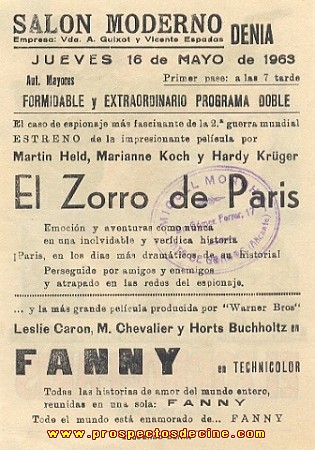 SALON MODERNO
Empresa: Vda. A. Guixot y Vicente Espadas
DENIA
JUEVES 16 de MAYO de 1963
Aut. Mayores
Primer pase: a las 7 tarde
FORMIDABLE y EXTRAORDINARIO PROGRAMA DOBLE
El caso de espionaje más fascinante de la 2.ª guerra mundial
ESTRENO de la impresionante película por
Martin Held, Marianne Koch y Hardy Krüger
El Zorro de Paris
Emoción y aventuras como nunca
en una inolvidable y verídica historia
¡Paris, en los dias más dramáticos de su historia!
Perseguido por amigos y enemigos
y atrapado en las redes del espionaje.
... y la más grande película producida por "Warner Bros"
Leslie Caron, M. Chevalier y Horts Buchholtz en
FANNY
en TECHNICOLOR
Todas las historias de amor del mundo entero,
reunidas en una sola: FANNY
Todo el mundo está enamorado de... FANNY
www.prospectosdecine.com